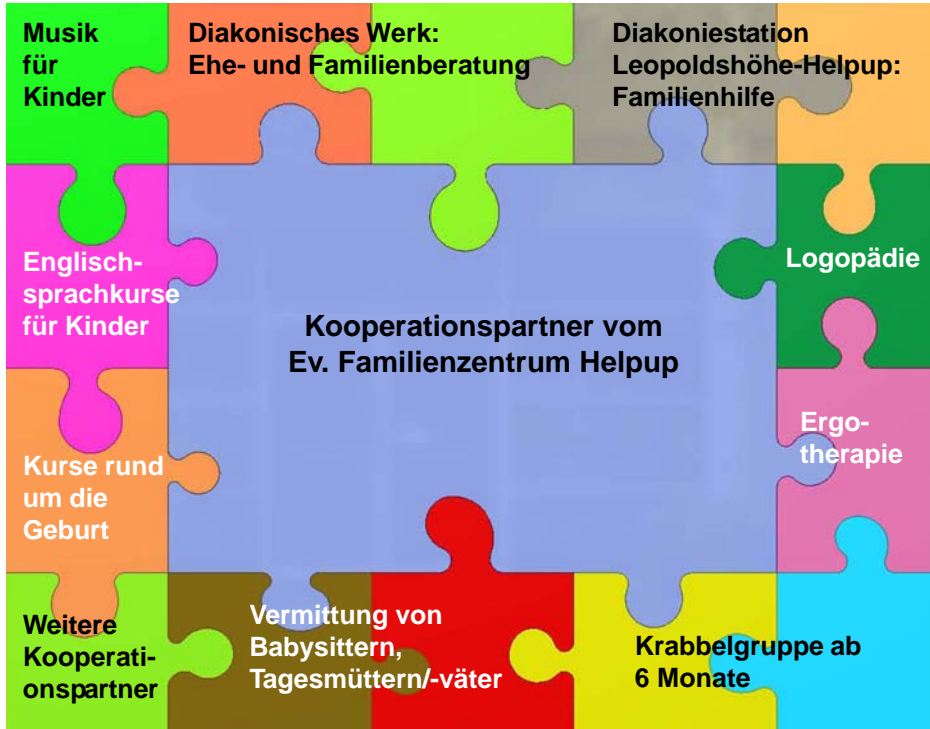 Musik
für
Kinder
Diakonisches Werk:
Ehe- und Familienberatung
Diakoniestation
Leopoldshöhe-Helpup:
Familienhilfe
Englisch-
sprachkurse
für Kinder
Logopädie
Kooperationspartner vom
Ev. Familienzentrum Helpup
Kurse rund
um die
Geburt
Ergo-
therapie
Weitere
Kooperati-
onspartner
Vermittung von
Babysittern,
Tagesmüttern/-väter
Krabbelgruppe ab
6 Monate